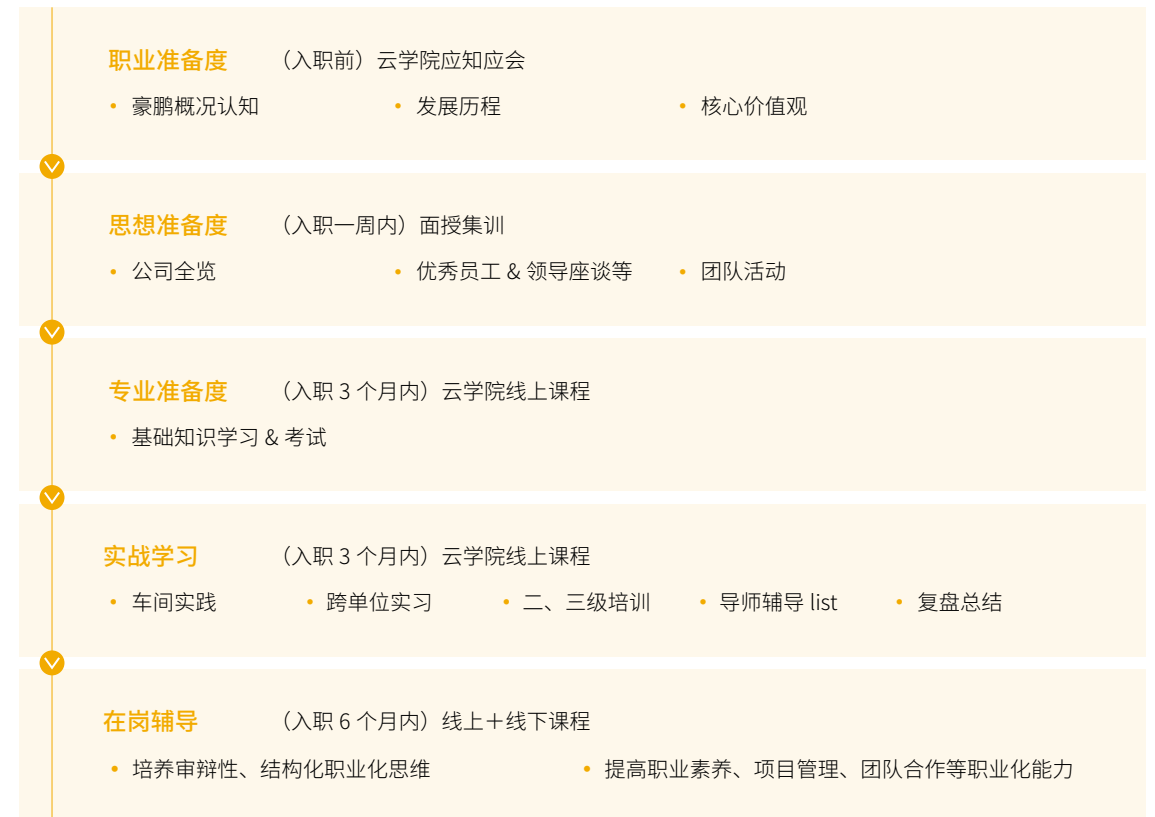 职业准备度 （入职前）云学院应知应会
• 豪鹏概况认知 • 发展历程 • 核心价值观
思想准备度 （入职一周内）面授集训
• 公司全览 • 优秀员工 & 领导座谈等 • 团队活动
专业准备度 （入职 3 个月内）云学院线上课程
• 基础知识学习 & 考试
实战学习 （入职 3 个月内）云学院线上课程
• 车间实践 • 跨单位实习 • 二、三级培训 • 导师辅导 list • 复盘总结
在岗辅导 （入职 6 个月内）线上＋线下课程
• 培养审辩性、结构化职业化思维 • 提高职业素养、项目管理、团队合作等职业化能力